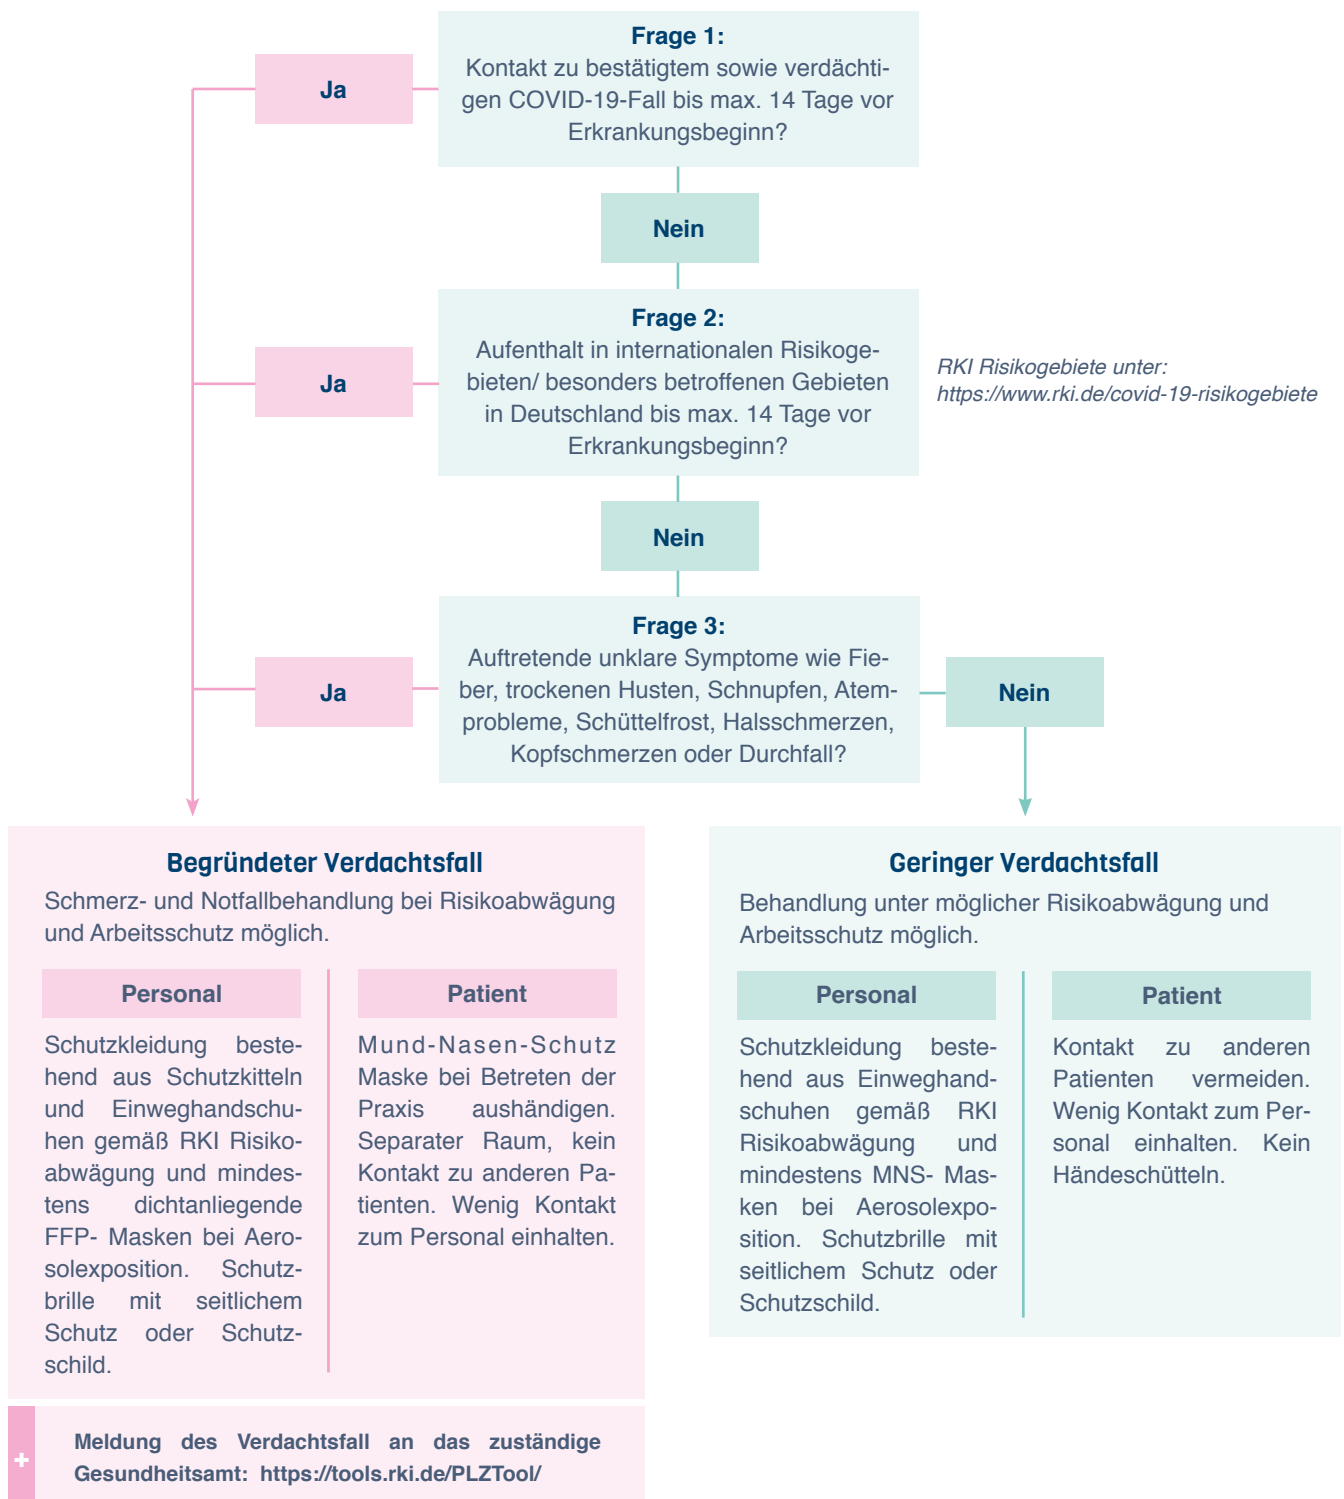 Frage 1:
Kontakt zu bestätigtem sowie verdächti-
gen COVID-19-Fall bis max. 14 Tage vor
Erkrankungsbeginn?
Ja
Nein
Frage 2:
Aufenthalt in internationalen Risikoge-
bieten/ besonders betroffenen Gebieten
in Deutschland bis max. 14 Tage vor
Erkrankungsbeginn?
Ja
RKI Risikogebiete unter:
https://www.rki.de/covid-19-risikogebiete
Nein
Frage 3:
Auftretende unklare Symptome wie Fie-
ber, trockenen Husten, Schnupfen, Atem-
probleme, Schüttelfrost, Halsschmerzen,
Kopfschmerzen oder Durchfall?
Ja
Nein
Begründeter Verdachtsfall
Schmerz- und Notfallbehandlung bei Risikoabwägung
und Arbeitsschutz möglich.
Personal
Schutzkleidung beste-
hend aus Schutzkitteln
und Einweghandschu-
hen gemäß RKI Risiko-
abwägung und mindes-
tens dichtanliegende
FFP- Masken bei Aero-
solexposition. Schutz-
brille mit seitlichem
Schutz oder Schutz-
schild.
Patient
Mund-Nasen-Schutz
Maske bei Betreten der
Praxis aushändigen.
Separater Raum, kein
Kontakt zu anderen Pa-
tienten. Wenig Kontakt
zum Personal einhalten.
+
Meldung des Verdachtsfall an das zuständige
Gesundheitsamt: https://tools.rki.de/PLZTool/
Geringer Verdachtsfall
Behandlung unter möglicher Risikoabwägung und
Arbeitsschutz möglich.
Personal
Schutzkleidung beste-
hend aus Einweghand-
schuhen gemäß RKI
Risikoabwägung und
mindestens MNS- Mas-
ken bei Aerosolexpo-
sition. Schutzbrille mit
seitlichem Schutz oder
Schutzschild.
Patient
Kontakt zu anderen
Patienten vermeiden.
Wenig Kontakt zum Per-
sonal einhalten. Kein
Händeschütteln.